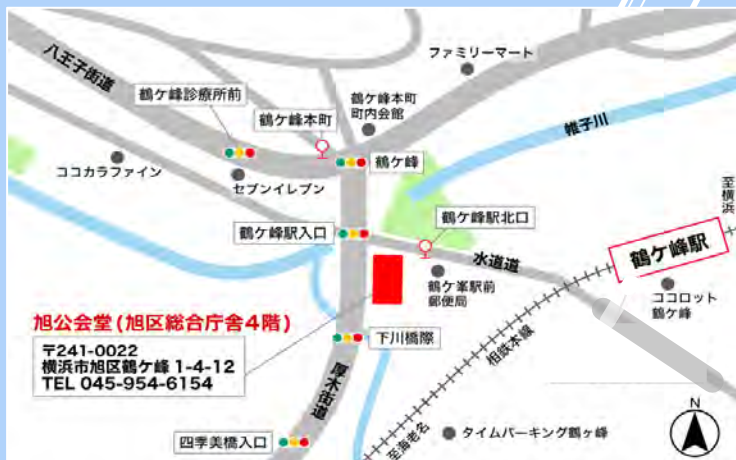 八王子街道
ファミリーマート
鶴ケ峰診療所前
鶴ケ峰本町
鶴ケ峰本町
町内会館
帷子川
ココカラファイン
セブンイレブン
鶴ケ峰
至横浜
鶴ケ峰駅入口
鶴ケ峰駅北口
水道道
鶴ケ峰駅
鶴ケ峯駅前
郵便局
ココロット
鶴ケ峰
旭公会堂(旭区総合庁舎4階)
〒241-0022
横浜市旭区鶴ケ峰 1-4-12
TEL 045-954-6154
下川橋際
相鉄本線
厚木街道
四季美橋入口
至海老名
タイムパーキング鶴ヶ峰
N